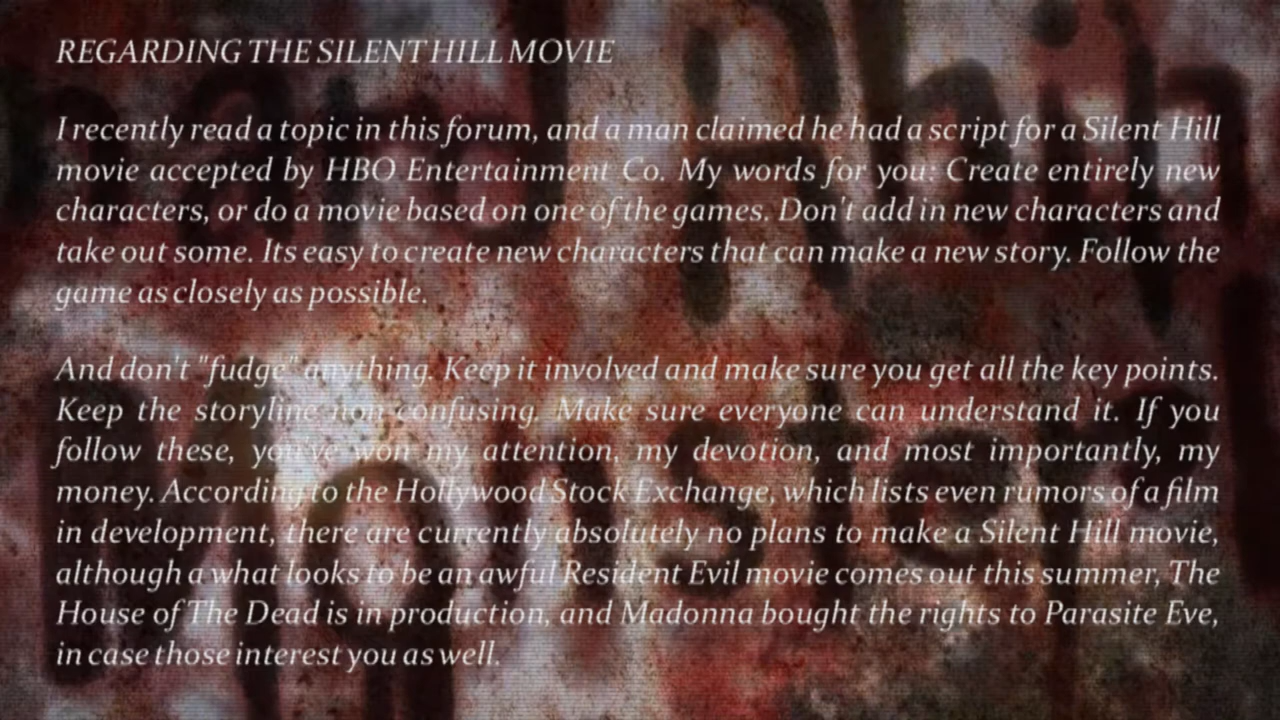 REGARDING THE SILENT HILL MOVIE
I recently read a topic in this forum, and a man claimed he had a script for a Silent Hill
movie accepted by HBO Entertainment Co. My words for you: Create entirely new
characters, or do a movie based on one of the games. Don't add in new characters and
take out some. Its easy to create new characters that can make a new story. Follow the
game as closely as possible.
And don't "fudge" anything. Keep it involved and make sure you get all the key points.
Keep the storyline non confusing. Make sure everyone can understand it. If you
follow these, you've won my attention, my devotion, and most importantly, my
money. According to the Hollywood Stock Exchange, which lists even rumors of a film
in development, there are currently absolutely no plans to make a Silent Hill movie,
although a what looks to be an awful Resident Evil movie comes out this summer, The
House of The Dead is in production, and Madonna bought the rights to Parasite Eve,
in case those interest you as well.